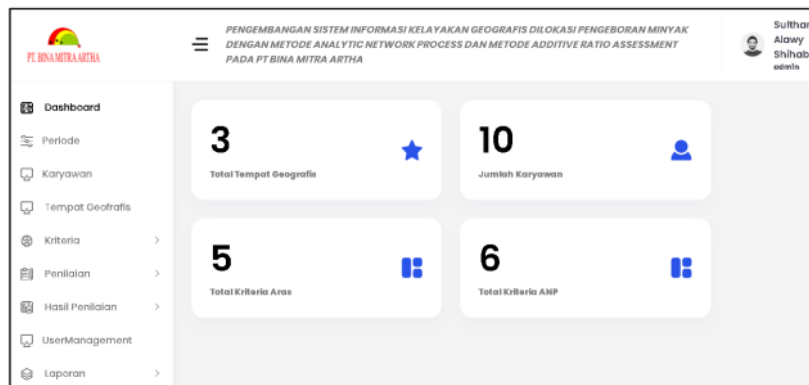 PT. BINA MITRA ARTHA
PENGEMBANGAN SISTEM INFORMASI KELAYAKAN GEOGRAFIS DILOKASI PENGEBORAN MINYAK
DENGAN METODE ANALYTIC NETWORK PROCESS DAN METODE ADDITIVE RATIO ASSESSMENT
PADA PT BINA MITRA ARTHA
Sulthan
Alawy
Shihab
admin
Dashboard
Periode
Karyawan
Tempat Geofrafis
Kriteria
Penilaian
Hasil Penilaian
UserManagement
Laporan
3
Total Tempat Geografis
10
Jumlah Karyawan
5
Total Kriteria Aras
6
Total Kriteria ANP